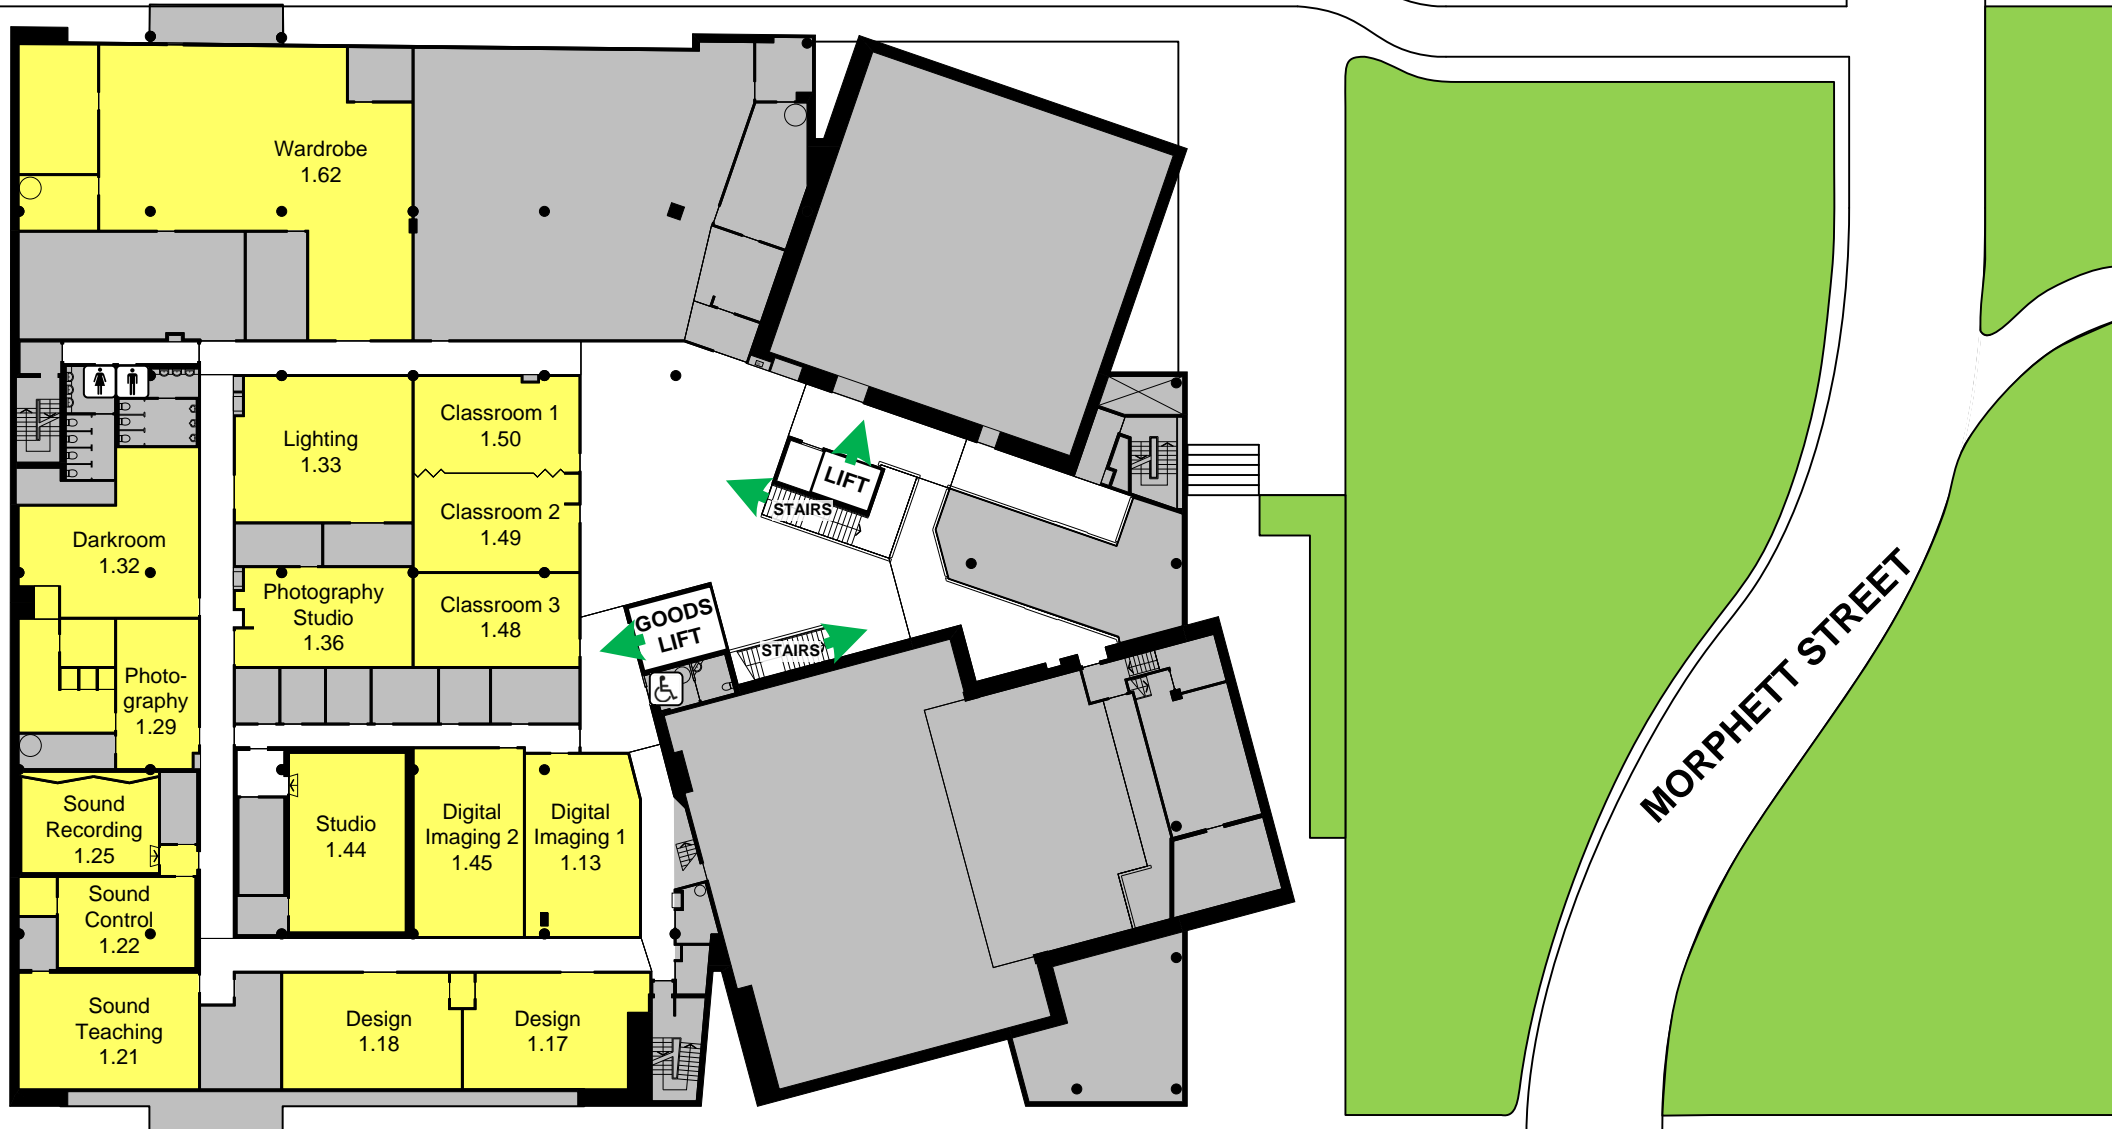 Wardrobe
1.62
Classroom 1
1.50
Lighting
1.33
LIFT
STAIRS
Classroom 2
1.49
Darkroom
1.32
Photography
Studio
1.36
Classroom 3
1.48
GOODS
LIFT
STAIRS
MORPHETT STREET
Photo-
graphy
1.29
Sound
Recording
1.25
Studio
1.44
Digital
Imaging 2
1.45
Digital
Imaging 1
1.13
Sound
Control
1.22
Sound
Teaching
1.21
Design
1.18
Design
1.17